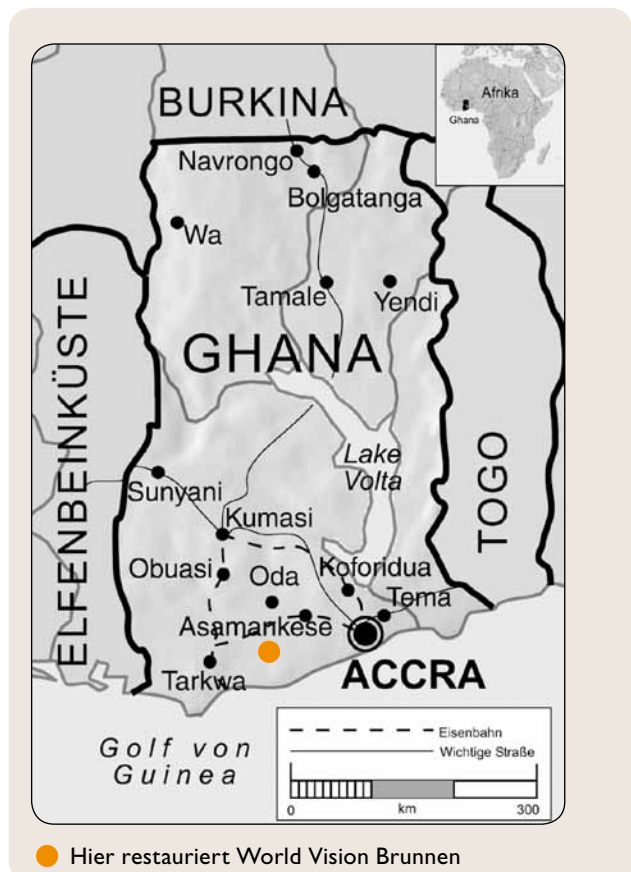 BURKINA
Afrika
Ghana
Navrongo
Bolgatanga
Wa
Tamale
Yendi
GHANA
ELFENBEINKÜSTE
TOGO
Lake
Volta
Sunyani
Kumasi
Obuasi
Oda
Koforidua
Tema
Asamankese
Tarkwa
ACCRA
Golf von
Guinea
Eisenbahn
Wichtige Straße
0 km 300
Hier restauriert World Vision Brunnen